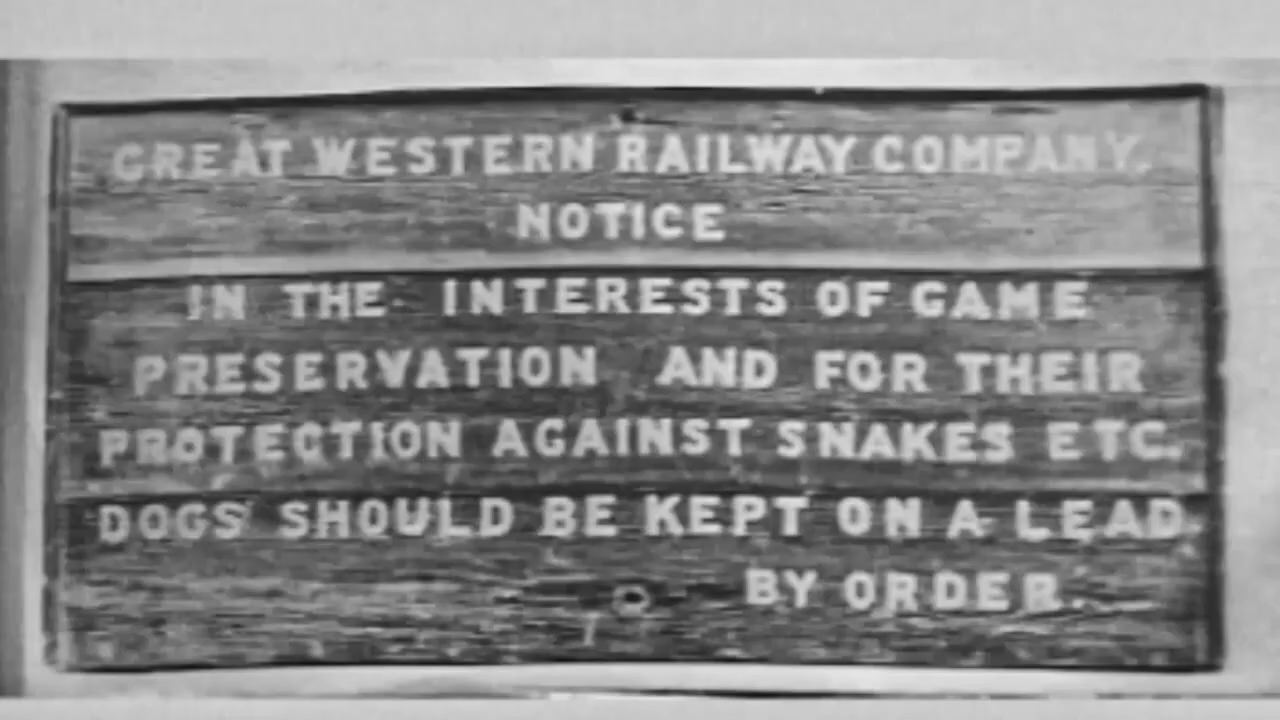 GREAT WESTERN RAILWAY COMPANY.
NOTICE
IN THE INTERESTS OF GAME
PRESERVATION AND FOR THEIR
PROTECTION AGAINST SNAKES ETC.
DOGS SHOULD BE KEPT ON A LEAD
BY ORDER.